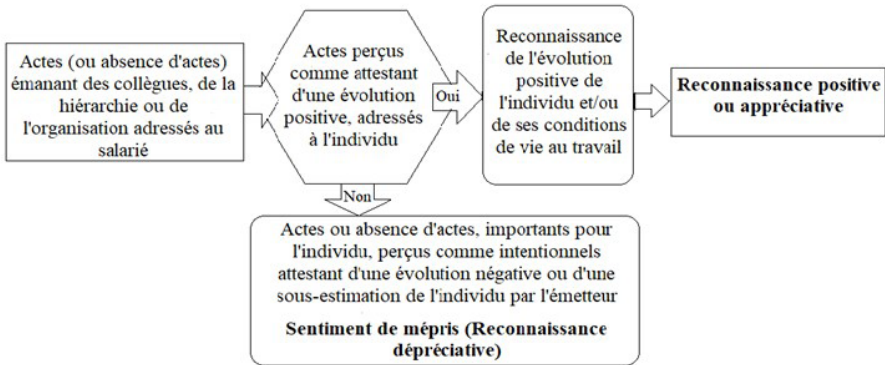 Actes (ou absence d'actes)
émanant des collègues, de la
hiérarchie ou de
l'organisation adressés au
salarié
Actes perçus
comme attestant
d'une évolution
positive, adressés
à l'individu
Oui
Reconnaissance
de l'évolution
positive de
l'individu et/ou
de ses conditions
de vie au travail
Reconnaissance positive
ou appréciative
Non
Actes ou absence d'actes, importants pour
l'individu, perçus comme intentionnels
attestant d'une évolution négative ou d'une
sous-estimation de l'individu par l'émetteur
Sentiment de mépris (Reconnaissance
dépréciative)